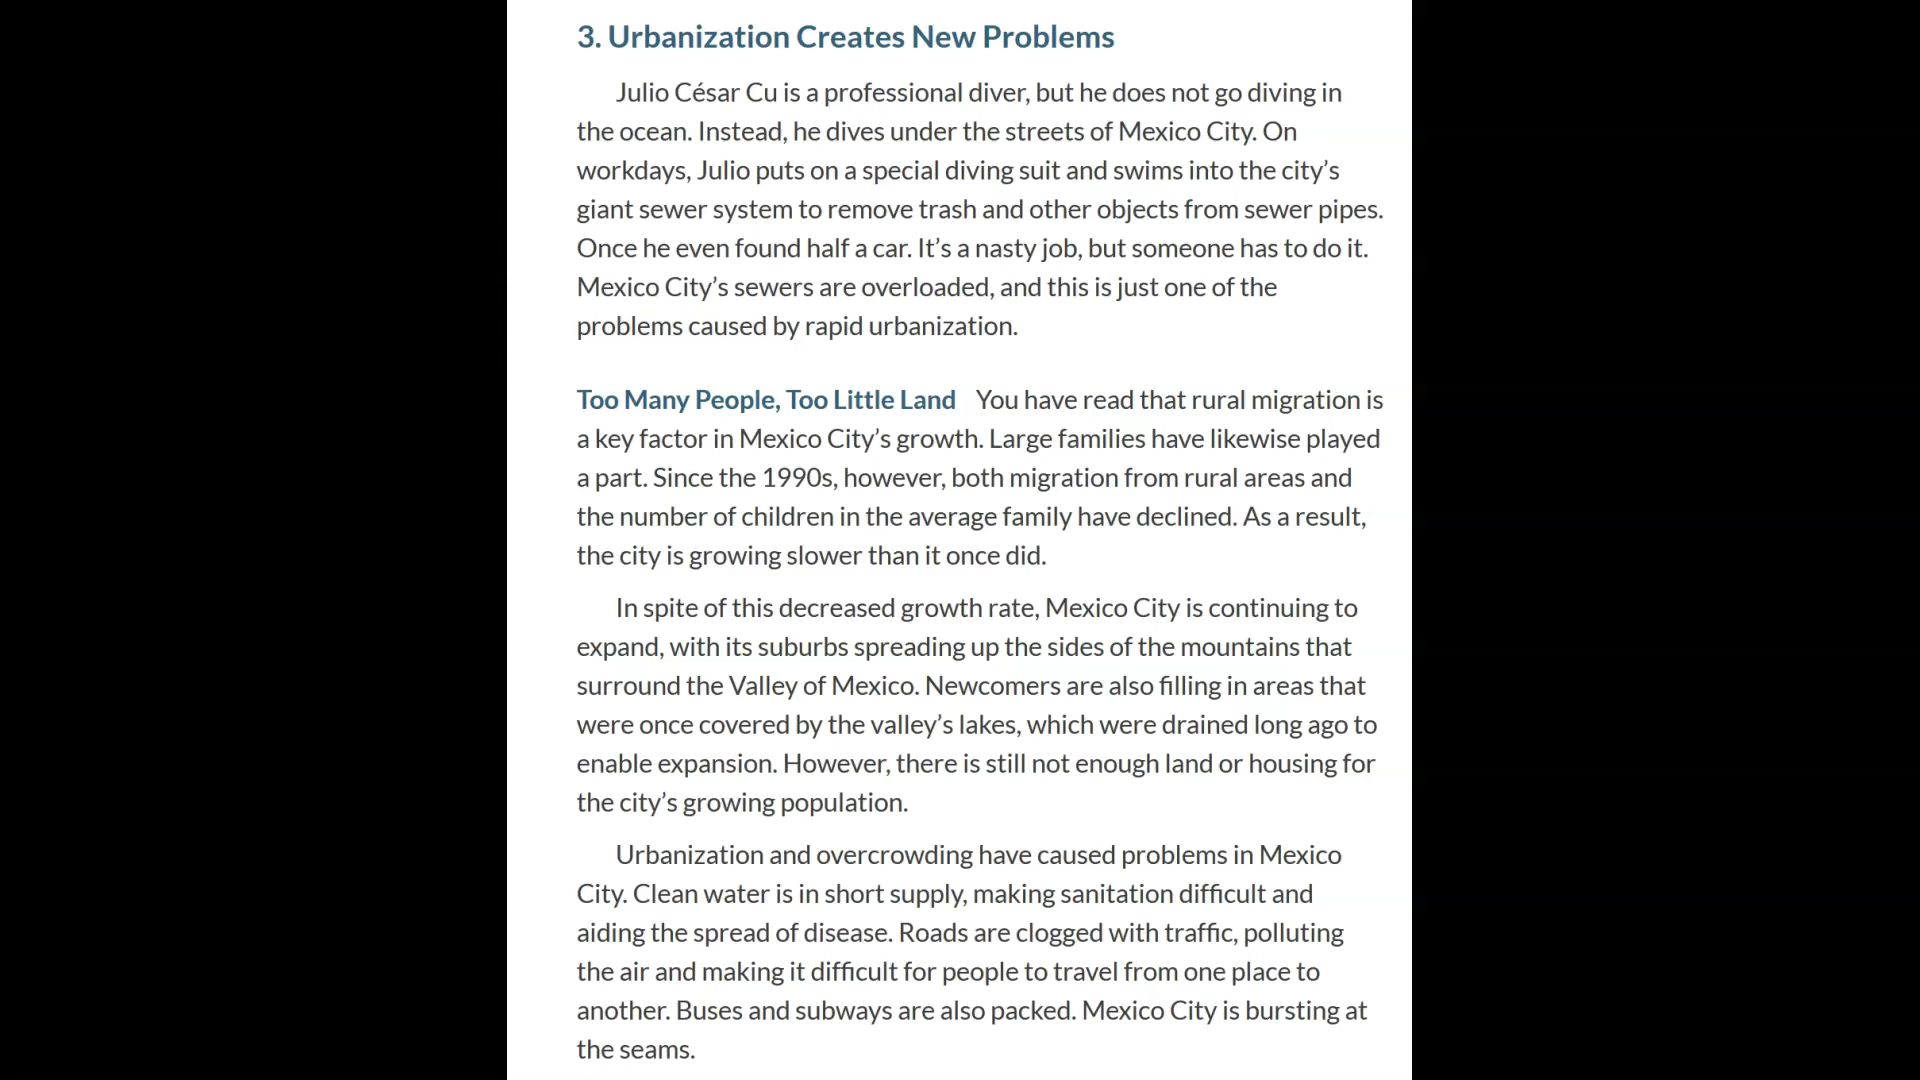 3. Urbanization Creates New Problems
Julio César Cu is a professional diver, but he does not go diving in
the ocean. Instead, he dives under the streets of Mexico City. On
workdays, Julio puts on a special diving suit and swims into the city’s
giant sewer system to remove trash and other objects from sewer pipes.
Once he even found half a car. It’s a nasty job, but someone has to do it.
Mexico City’s sewers are overloaded, and this is just one of the
problems caused by rapid urbanization.
Too Many People, Too Little Land You have read that rural migration is
a key factor in Mexico City’s growth. Large families have likewise played
a part. Since the 1990s, however, both migration from rural areas and
the number of children in the average family have declined. As a result,
the city is growing slower than it once did.
In spite of this decreased growth rate, Mexico City is continuing to
expand, with its suburbs spreading up the sides of the mountains that
surround the Valley of Mexico. Newcomers are also filling in areas that
were once covered by the valley’s lakes, which were drained long ago to
enable expansion. However, there is still not enough land or housing for
the city’s growing population.
Urbanization and overcrowding have caused problems in Mexico
City. Clean water is in short supply, making sanitation difficult and
aiding the spread of disease. Roads are clogged with traffic, polluting
the air and making it difficult for people to travel from one place to
another. Buses and subways are also packed. Mexico City is bursting at
the seams.